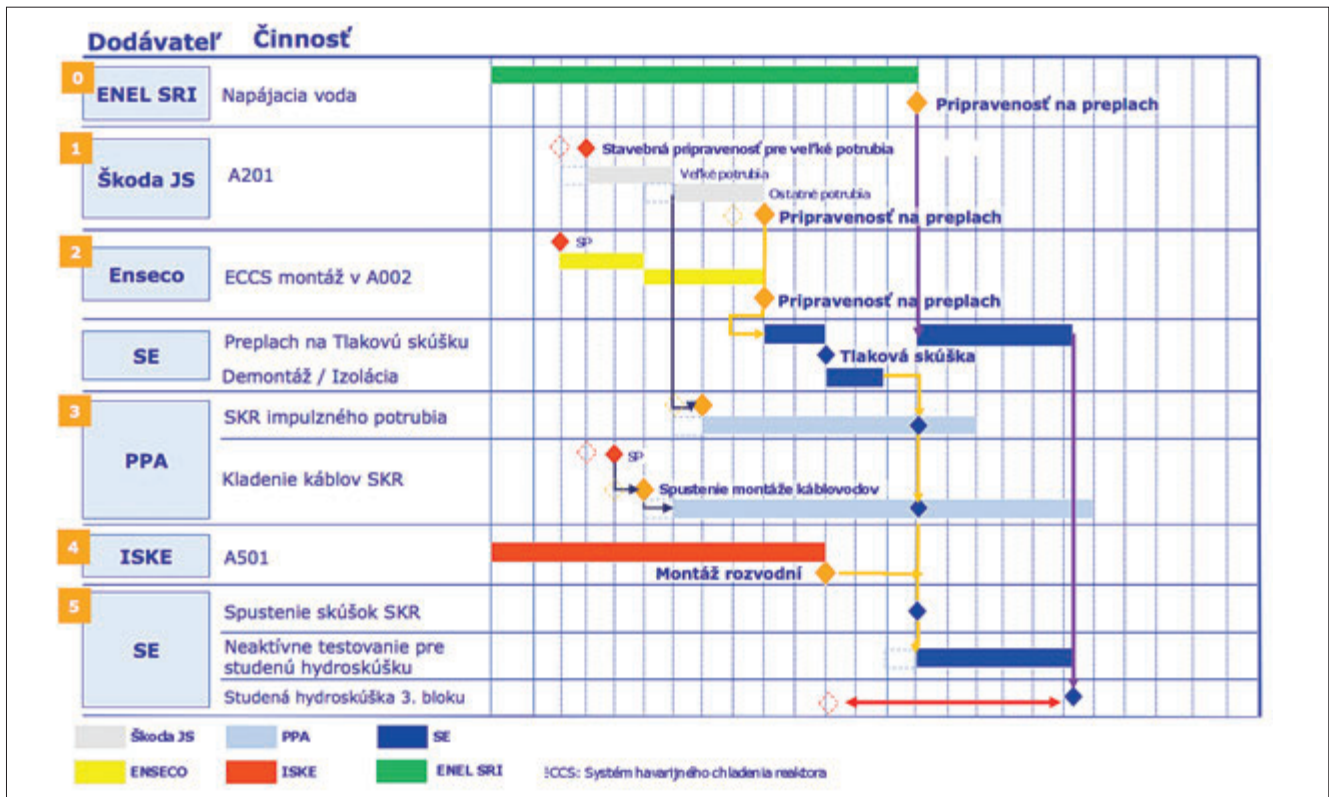 Dodávateľ Činnosť
0
ENEL SRI
Napájacia voda
Pripravenosť na preplach
1
Škoda JS
A201
Stavebná pripravenosť pre veľké potrubia
Veľké potrubia
Ostatné potrubia
Pripravenosť na preplach
2
Enseco
ECCS montáž v A002
SP
Pripravenosť na preplach
SE
Preplach na Tlakovú skúšku
Tlaková skúška
Demontáž / Izolácia
3
PPA
SKR impulzného potrubia
Kladenie káblov SKR
SP
Spustenie montáže káblovodov
4
ISKE
A501
Montáž rozvodní
5
SE
Spustenie skúšok SKR
Neaktívne testovanie pre
studenú hydroskúšku
Studená hydroskúška 3. bloku
Škoda JS
PPA
SE
ENSECO
ISKE
ENEL SRI
ECCS: Systém havarijného chladenia reaktora